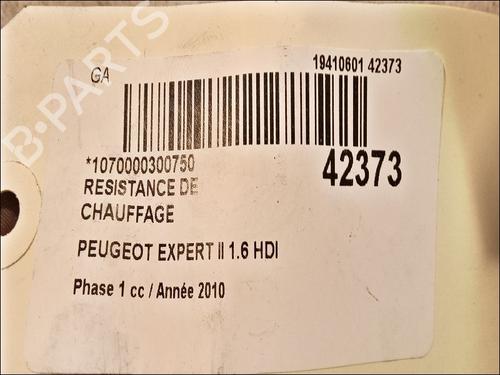 GA
19410601 42373
*1070000300750
42373
RESISTANCE DE
CHAUFFAGE
PEUGEOT EXPERT II 1.6 HDI
Phase 1 cc / Année 2010
B-PARTS